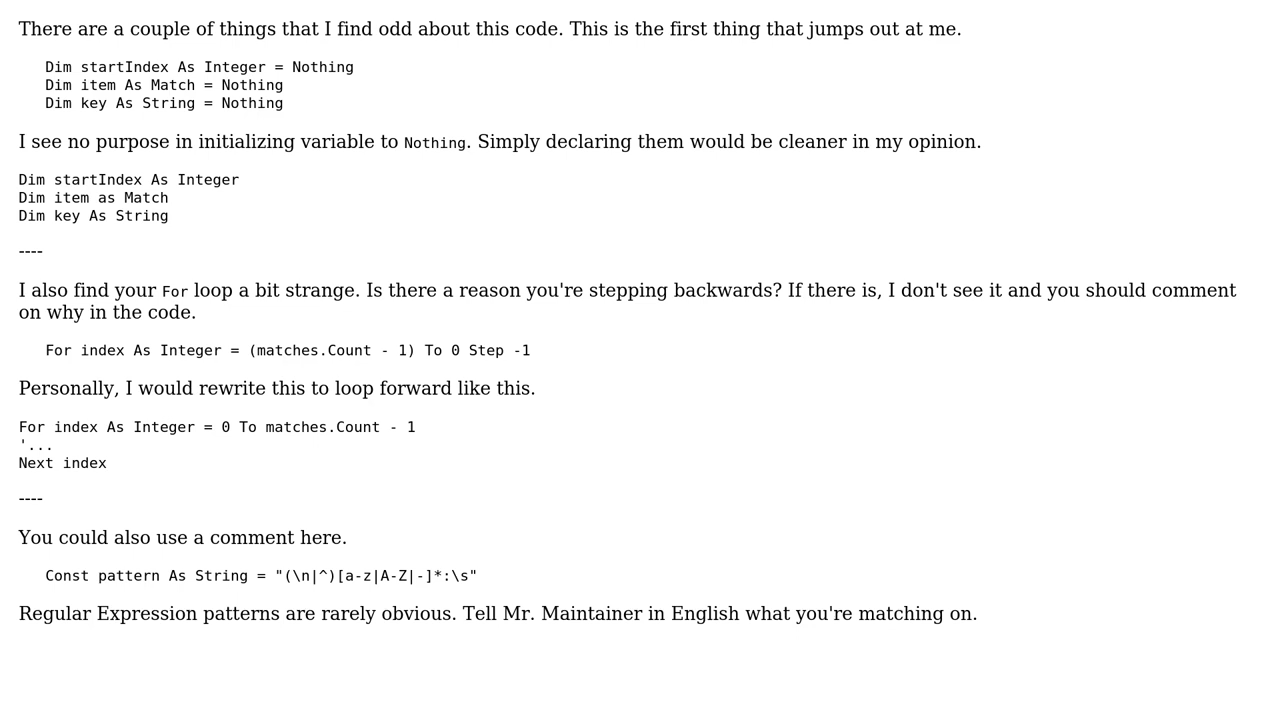 There are a couple of things that I find odd about this code. This is the first thing that jumps out at me.
Dim startIndex As Integer = Nothing
Dim item As Match = Nothing
Dim key As String = Nothing
I see no purpose in initializing variable to Nothing. Simply declaring them would be cleaner in my opinion.
Dim startIndex As Integer
Dim item as Match
Dim key As String
----
I also find your For loop a bit strange. Is there a reason you're stepping backwards? If there is, I don't see it and you should comment
on why in the code.
For index As Integer = (matches.Count - 1) To 0 Step -1
Personally, I would rewrite this to loop forward like this.
For index As Integer = 0 To matches.Count - 1
'...
Next index
----
You could also use a comment here.
Const pattern As String = "(\n|^)[a-z|A-Z|-]*:\s"
Regular Expression patterns are rarely obvious. Tell Mr. Maintainer in English what you're matching on.